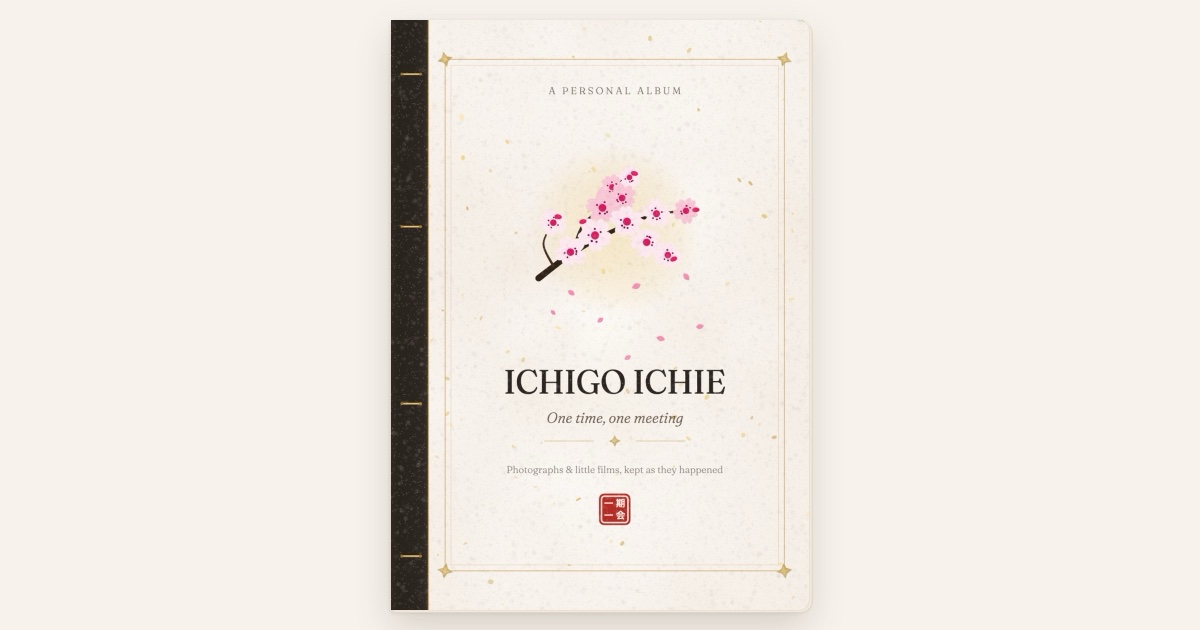 A PERSONAL ALBUM
ICHIGO ICHIE
One time, one meeting
Photographs & little films, kept as they happened
一期
一会